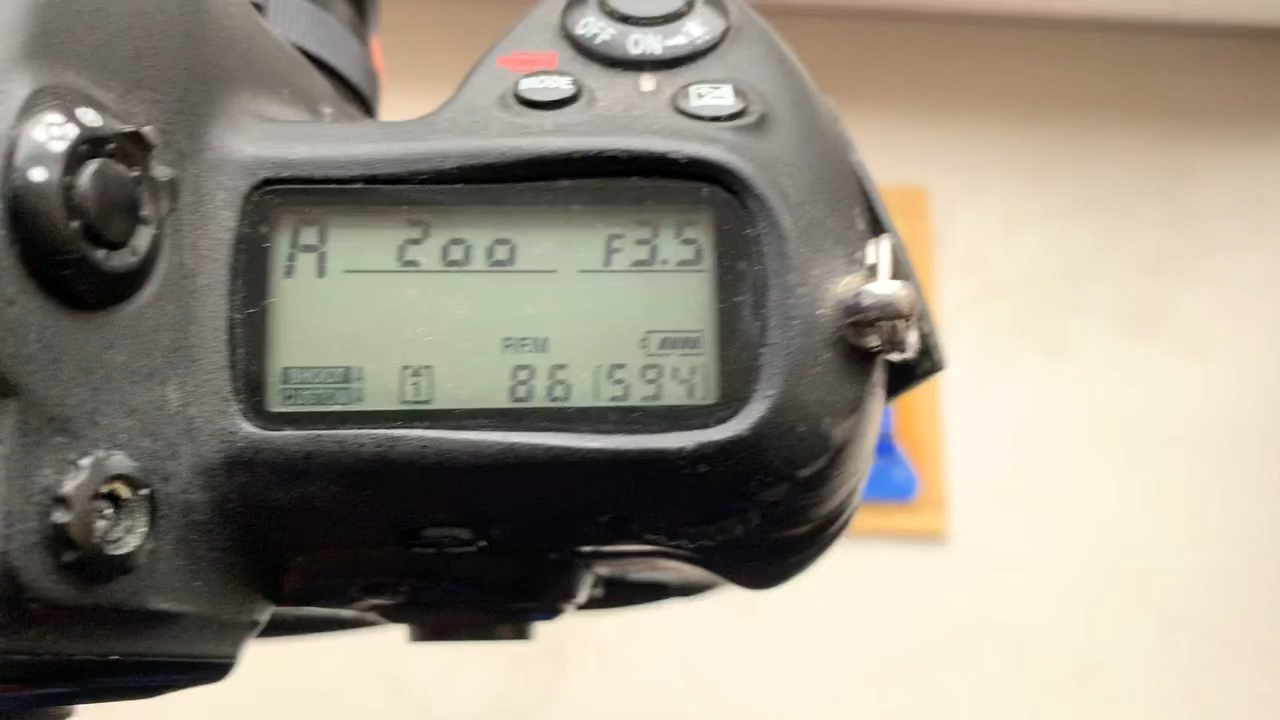 OFF ON
MODE
A 200 F3.5
REM
SHOOT A
CUSTOM A
1 86 [594]